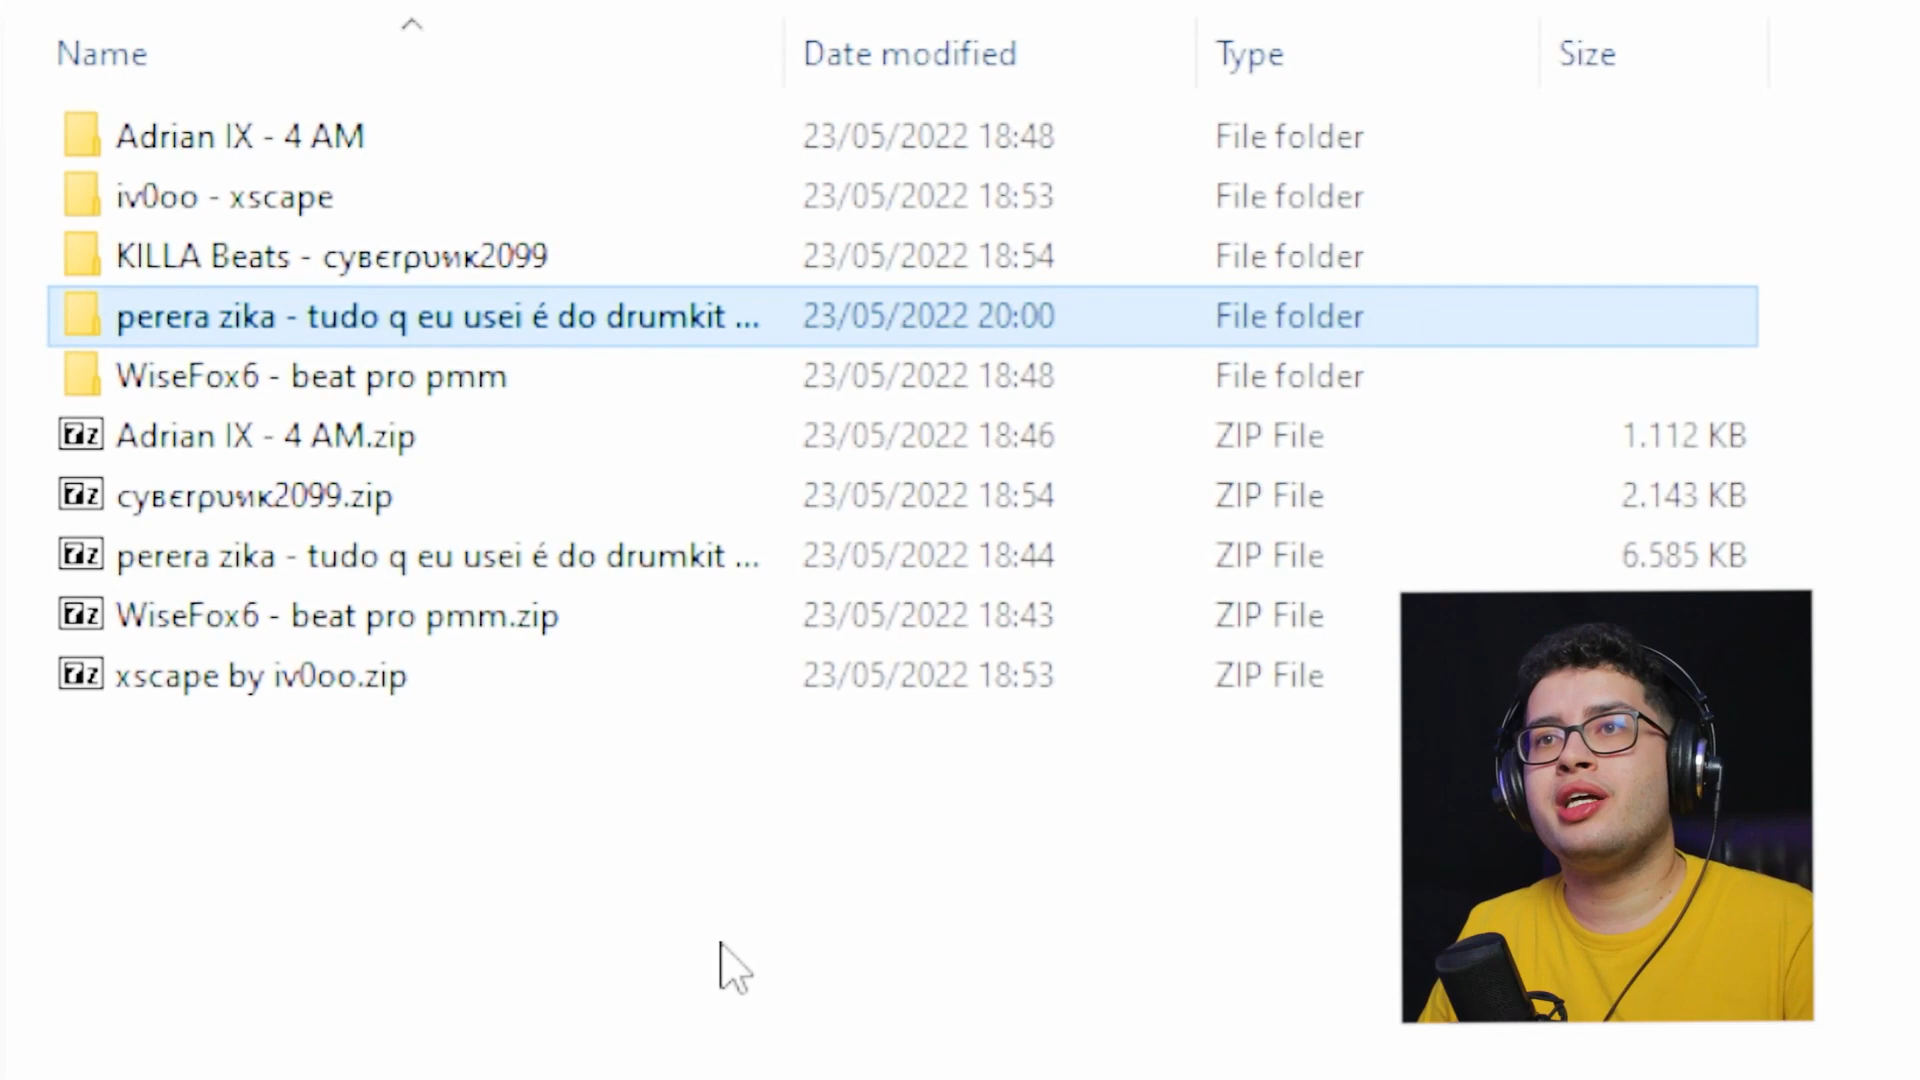 Name Date modified Type Size
Adrian IX - 4 AM 23/05/2022 18:48 File folder
iv0oo - xscape 23/05/2022 18:53 File folder
KILLA Beats - cyвєrρυиκ2099 23/05/2022 18:54 File folder
perera zika - tudo q eu usei é do drumkit ... 23/05/2022 20:00 File folder
WiseFox6 - beat pro pmm 23/05/2022 18:48 File folder
Adrian IX - 4 AM.zip 23/05/2022 18:46 ZIP File 1.112 KB
cyвєrρυиκ2099.zip 23/05/2022 18:54 ZIP File 2.143 KB
perera zika - tudo q eu usei é do drumkit ... 23/05/2022 18:44 ZIP File 6.585 KB
WiseFox6 - beat pro pmm.zip 23/05/2022 18:43 ZIP File
xscape by iv0oo.zip 23/05/2022 18:53 ZIP File